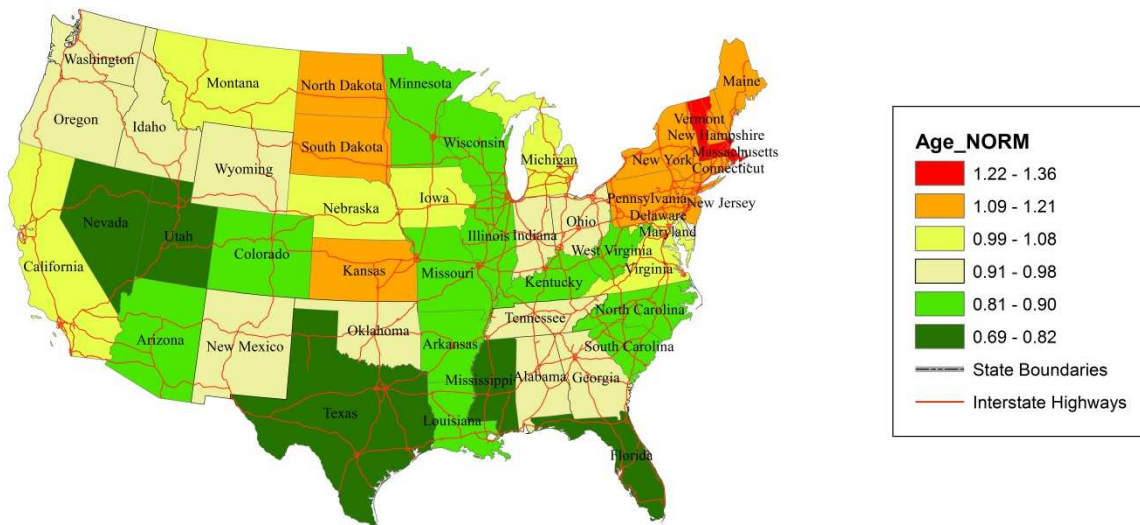 Washington
Montana
North Dakota
Minnesota
Maine
Oregon
Idaho
Wyoming
South Dakota
Wisconsin
Michigan
Vermont
New Hampshire
Massachusetts
New York
Connecticut
Nevada
Utah
Colorado
Nebraska
Iowa
Illinois
Indiana
Ohio
Pennsylvania
New Jersey
Delaware
Maryland
California
Kansas
Missouri
West Virginia
Virginia
Kentucky
Arizona
New Mexico
Oklahoma
Arkansas
Tennessee
North Carolina
South Carolina
Texas
Louisiana
Mississippi
Alabama
Georgia
Florida
Age_NORM
1.22 - 1.36
1.09 - 1.21
0.99 - 1.08
0.91 - 0.98
0.81 - 0.90
0.69 - 0.82
State Boundaries
Interstate Highways